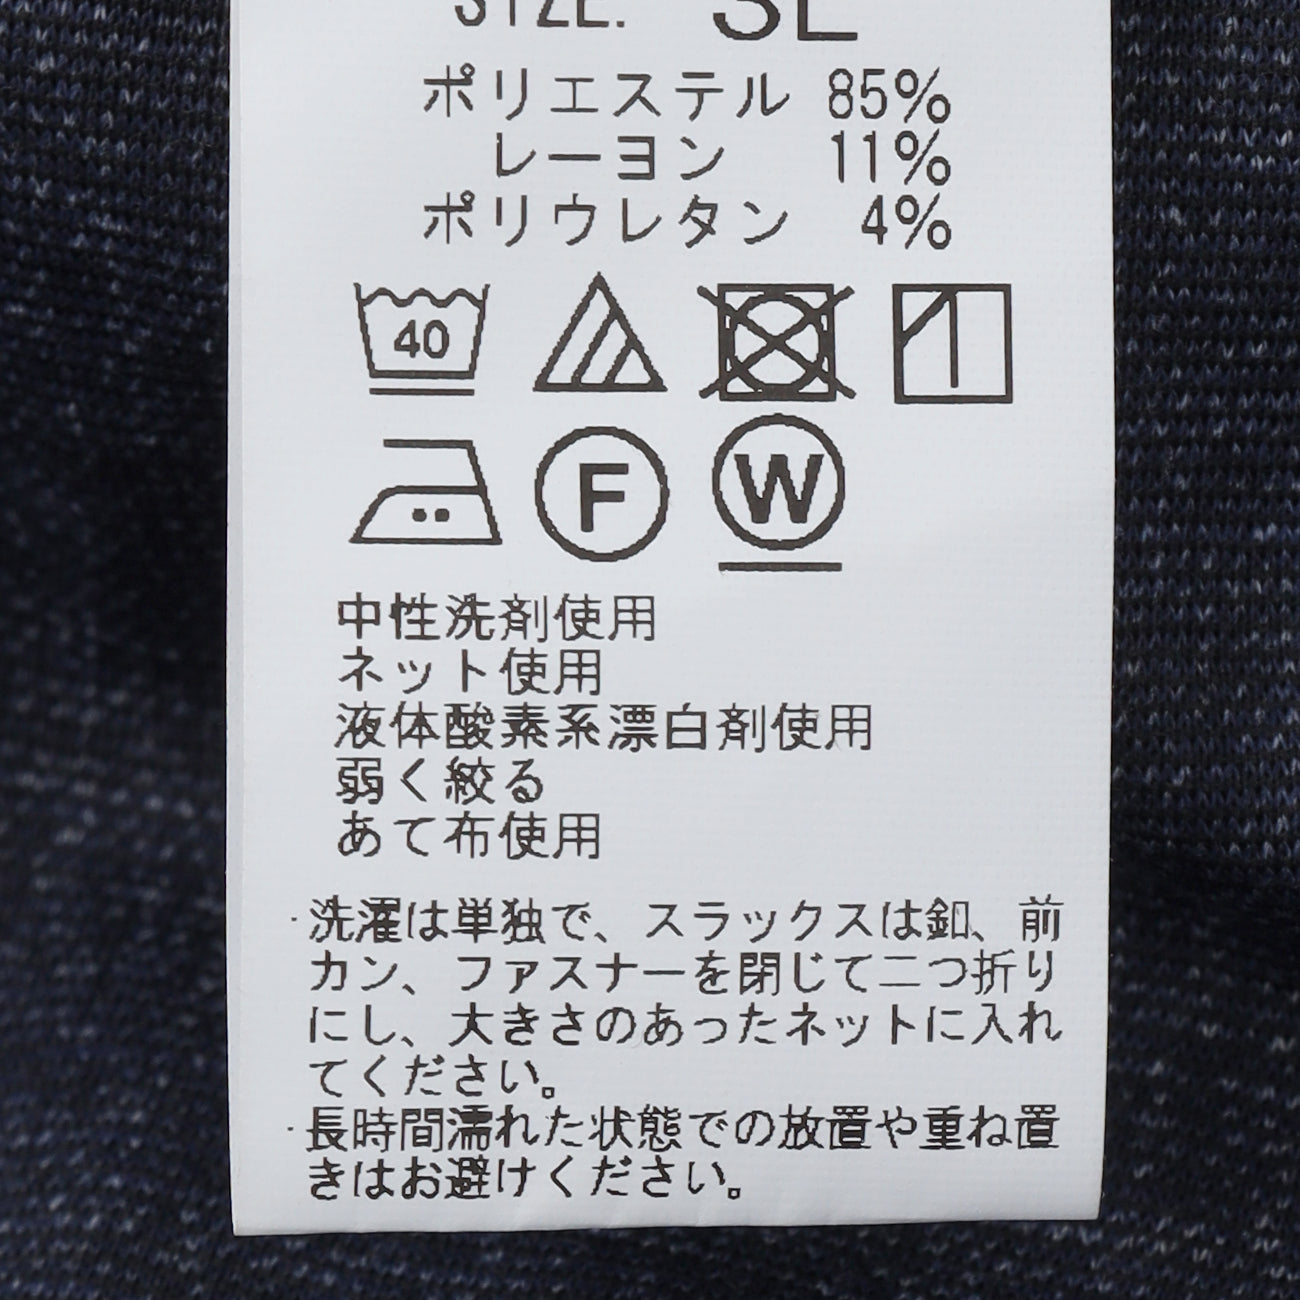 SIZE: 3L
ポリエステル 85%
レーヨン 11%
ポリウレタン 4%
40
F W
中性洗剤使用
ネット使用
液体酸素系漂白剤使用
弱く絞る
あて布使用
・洗濯は単独で、スラックスは釦、前
カン、ファスナーを閉じて二つ折り
にし、大きさのあったネットに入れ
てください。
・長時間濡れた状態での放置や重ね置
きはお避けください。